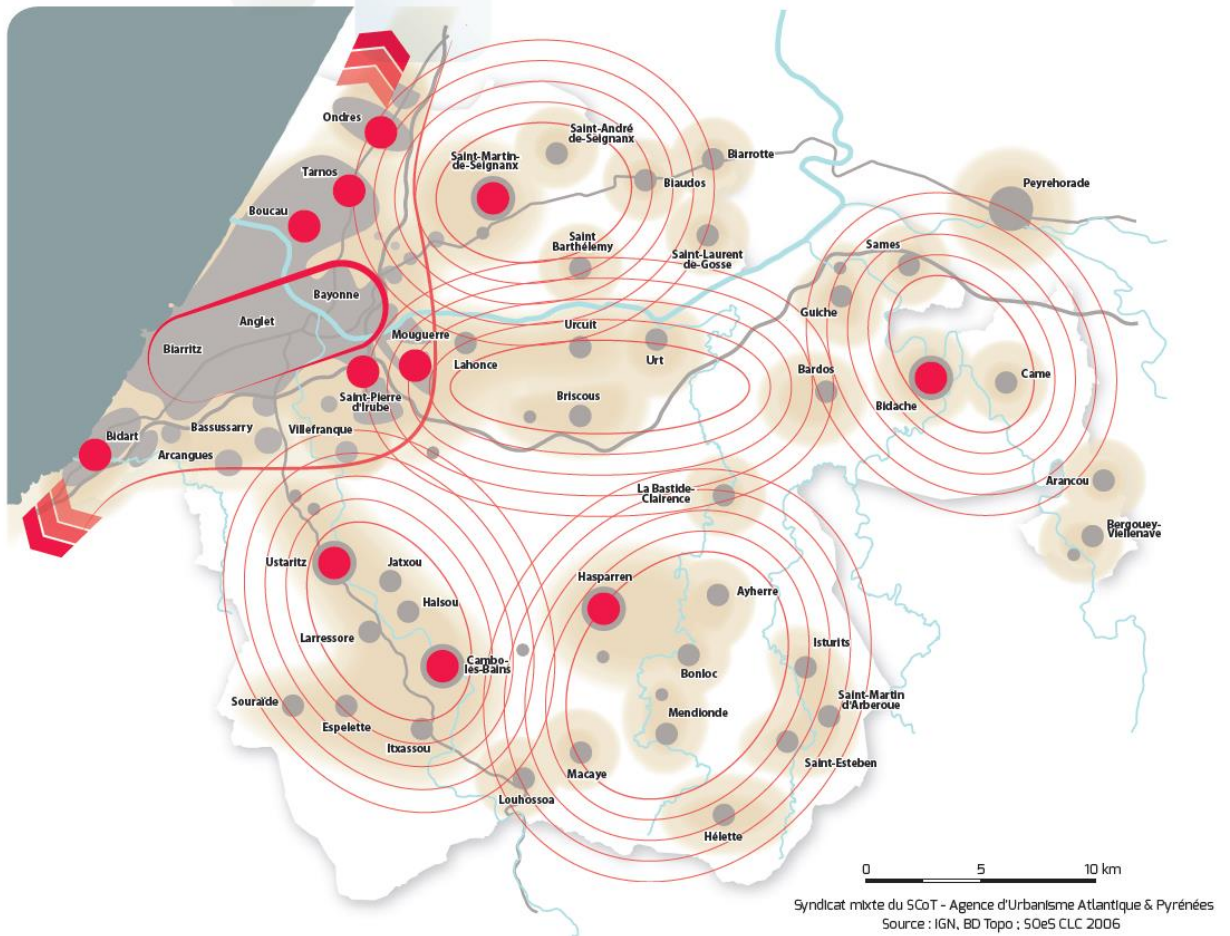 Ondres
Saint-André
de-Seignanx
Tarnos
Saint-Martin-
de-Seignanx
Biarrotte
Biaudos
Peyrehorade
Boucau
Saint
Barthélemy
Saint-Laurent
de-Gosse
Sames
Bayonne
Guiche
Anglet
Mouguerre
Urcuit
Biarritz
Lahonce
Urt
Bardos
Came
Saint-Pierre
d'Irube
Briscous
Bidache
Bidart
Bassussarry
Villefranque
Arcangues
Arancou
La Bastide-
Clairence
Bergouey-
Viellenave
Ustaritz
Jatxou
Hasparren
Halsou
Ayherre
Larressore
Isturits
Cambo-
les-Bains
Bonloc
Souraïde
Saint-Martin
d'Arberoue
Espelette
Mendionde
Itxassou
Saint-Esteben
Macaye
Louhossoa
Hélette
0 5 10 km
Syndicat mixte du SCoT - Agence d'Urbanisme Atlantique & Pyrénées
Source : IGN, BD Topo ; SOeS CLC 2006